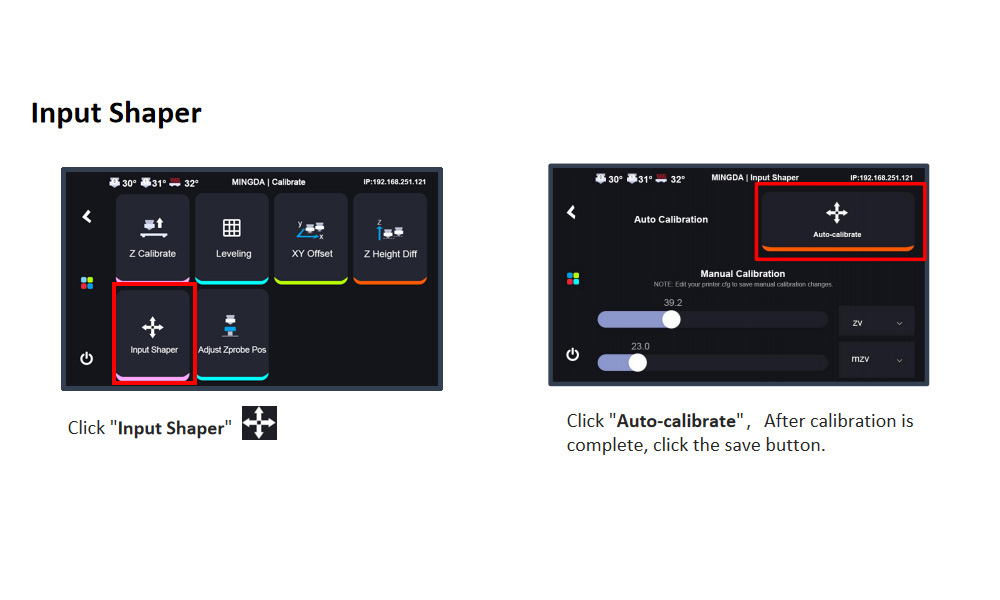 Input Shaper
30° 31° 32° MINGDA | Calibrate IP:192.168.251.121
Z Calibrate Leveling XY Offset Z Height Diff
Input Shaper Adjust Zprobe Pos
Click "Input Shaper"
30° 31° 32° MINGDA | Input Shaper IP:192.168.251.121
Auto Calibration Auto-calibrate
Manual Calibration
NOTE: Edit your printer.cfg to save manual calibration changes.
39.2
zv
23.0
mzv
Click "Auto-calibrate"，After calibration is
complete, click the save button.